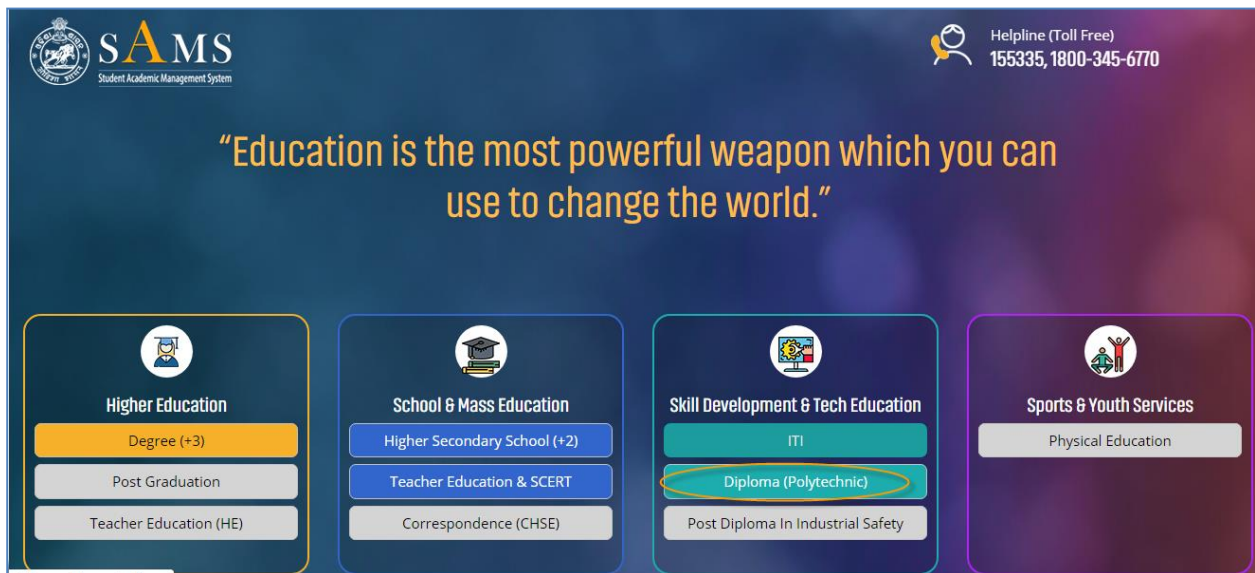 SAMS
Student Academic Management System
Helpline (Toll Free)
155335, 1800-345-6770
“Education is the most powerful weapon which you can
use to change the world.”
Higher Education
Degree (+3)
Post Graduation
Teacher Education (HE)
School & Mass Education
Higher Secondary School (+2)
Teacher Education & SCERT
Correspondence (CHSE)
Skill Development & Tech Education
ITI
Diploma (Polytechnic)
Post Diploma In Industrial Safety
Sports & Youth Services
Physical Education